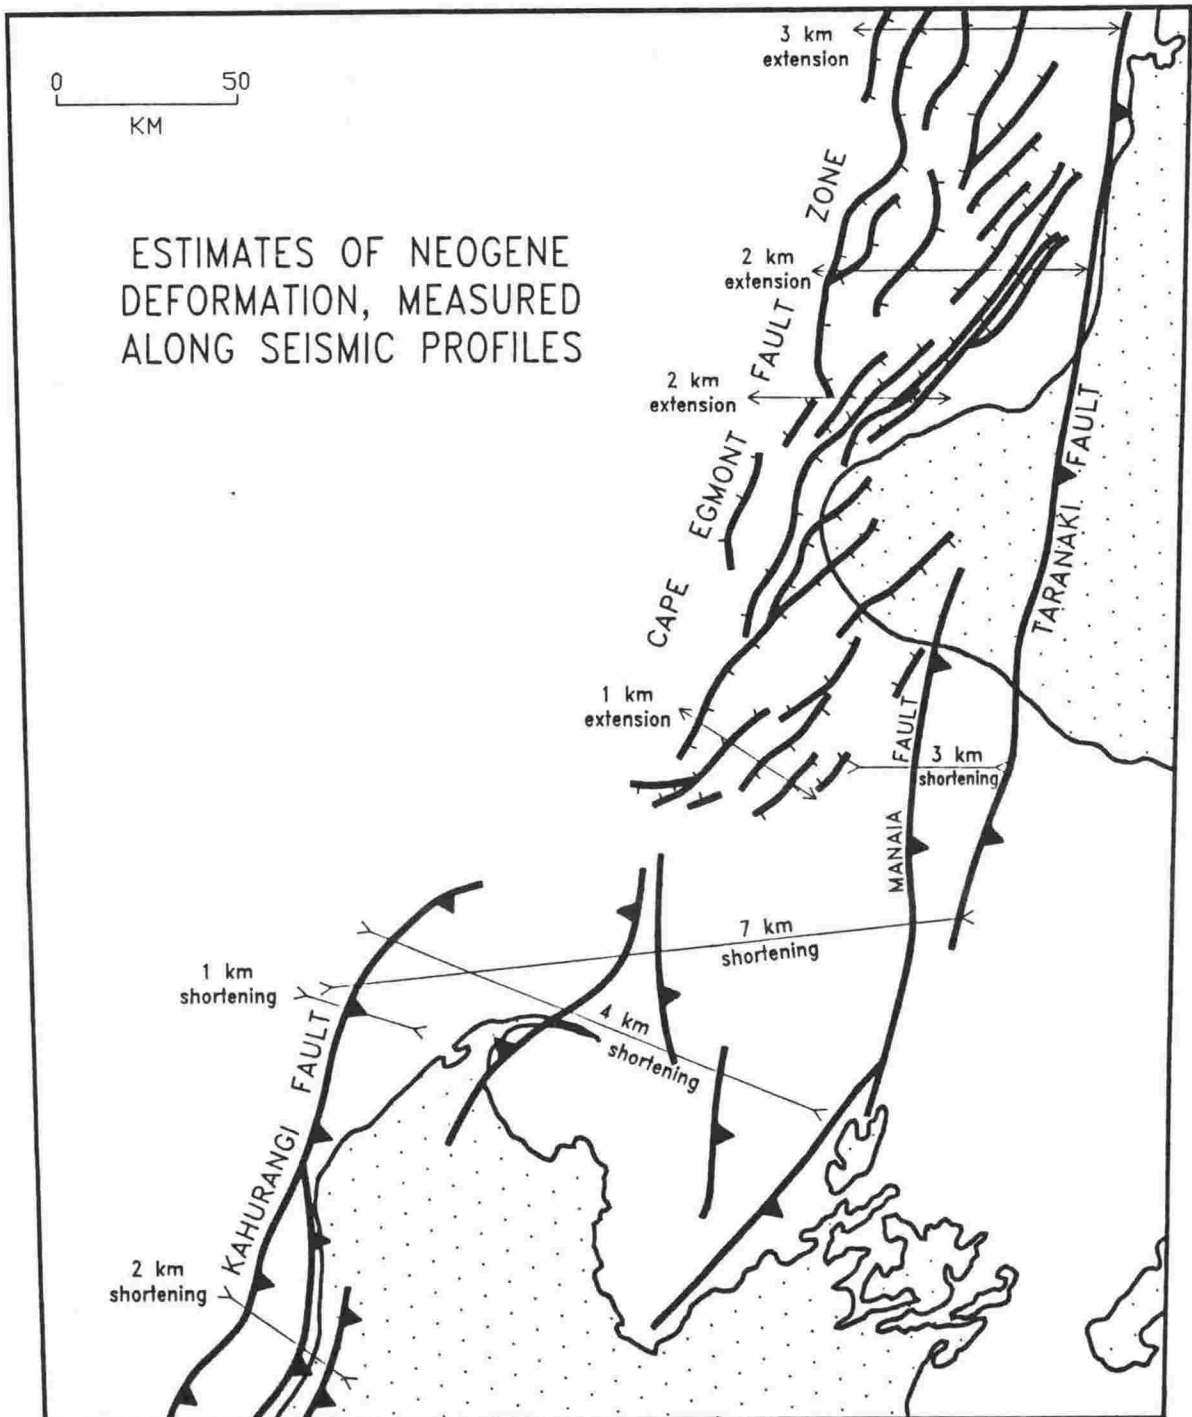 3 km
extension
0 50
KM
ZONE
ESTIMATES OF NEOGENE
DEFORMATION, MEASURED
ALONG SEISMIC PROFILES
2 km
extension
FAULT
2 km
extension
EGMONT
TARANAKI FAULT
CAPE
1 km
extension
FAULT
3 km
shortening
MANAIA
7 km
shortening
1 km
shortening
4 km
shortening
KAHURANGI FAULT
2 km
shortening